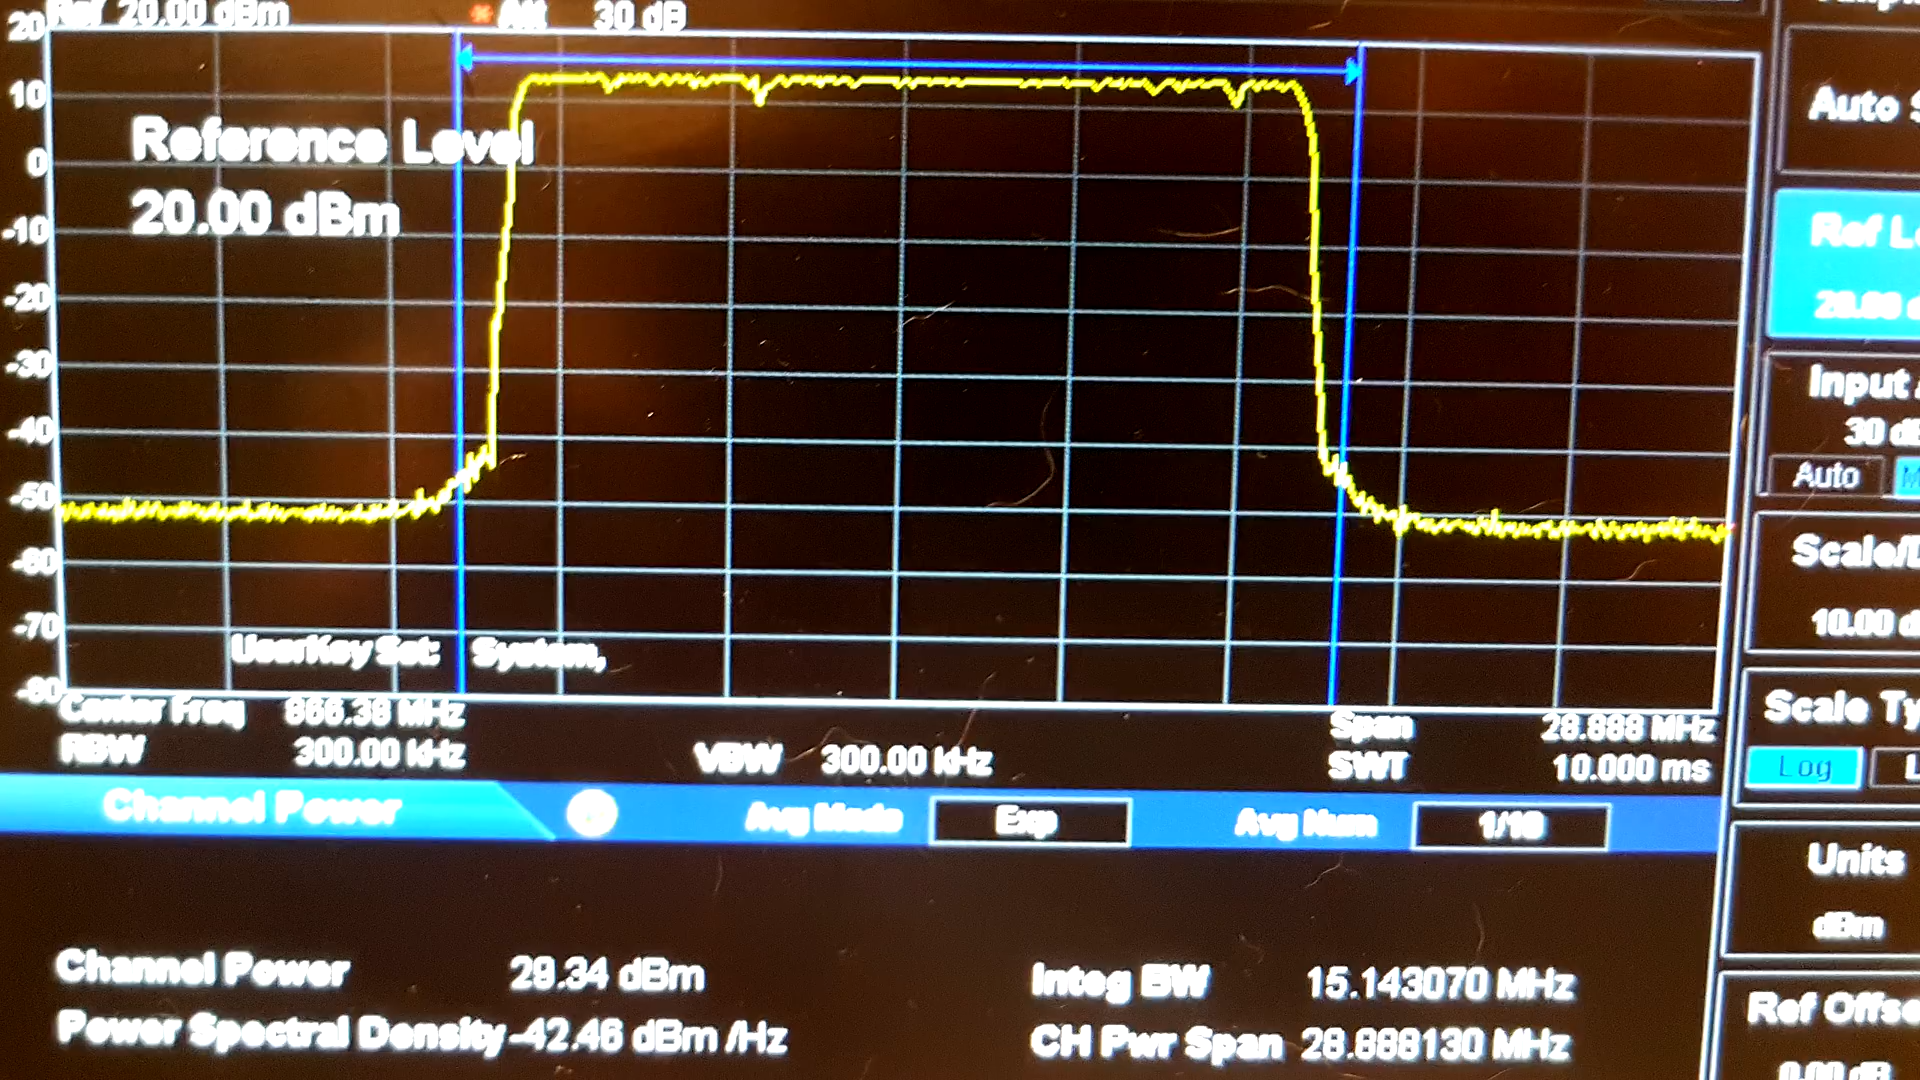 Ref 20.00 dBm Att 30 dB
20
10
0
-10
-20
-30
-40
-50
-60
-70
-80
Reference Level
20.00 dBm
UserKey Set: System,
Center Freq 866.38 MHz Span 28.888 MHz
RBW 300.00 kHz VBW 300.00 kHz SWT 10.000 ms
Channel Power Avg Mode Exp Avg Num 1/10
Channel Power 29.34 dBm Integ BW 15.143070 MHz
Power Spectral Density -42.46 dBm /Hz CH Pwr Span 28.888130 MHz
Auto
Ref
Input
30
Auto
10.00
Scale
Log
Units
dBm
Ref
0.00 dB